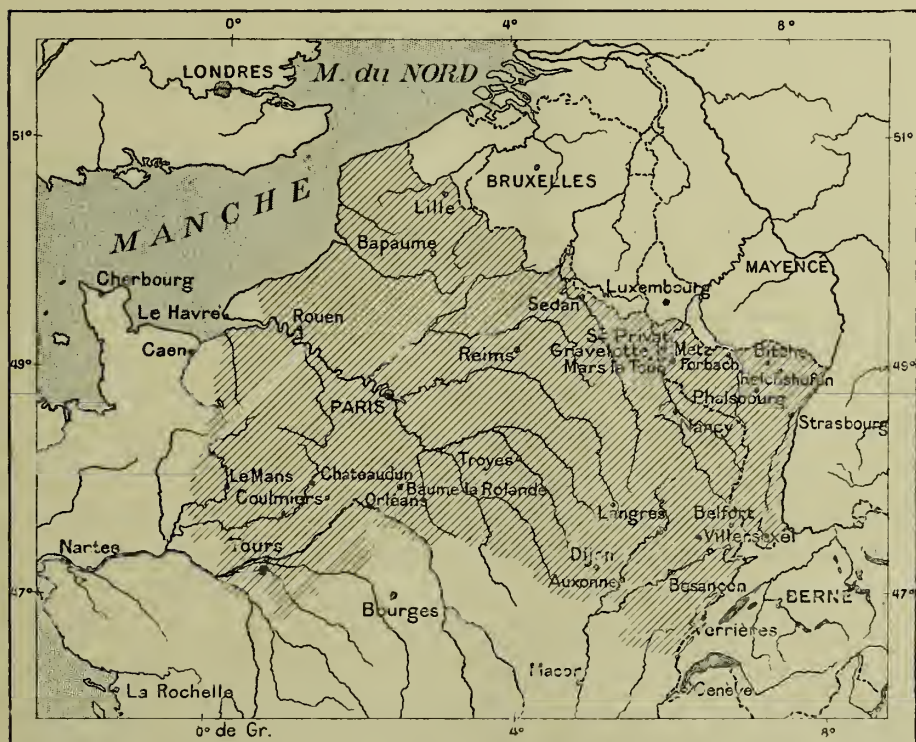 0° 4° 8°
LONDRES
M. du NORD
51° 51°
BRUXELLES
Lille
MANCHE
Bapaume
MAYENCE
Cherbourg
Luxembourg
Sedan
Le Havre
Rouen
St Privat
Caen
Reims
Gravelotte
Metz
Bitche
49° 49°
Mars la Tour
Forbach
Reichshofen
PARIS
Phalsbourg
Nancy
Strasbourg
Troyes
Le Mans
Chateaudun
Baume la Rolande
Coulmiers
Orléans
Langres
Belfort
Villersexel
Nantes
Tours
Dijon
Auxonne
Besançon
47° 47°
Bourges
BERNE
Verrières
Macon
La Rochelle
Genève
0° de Gr. 4° 8°